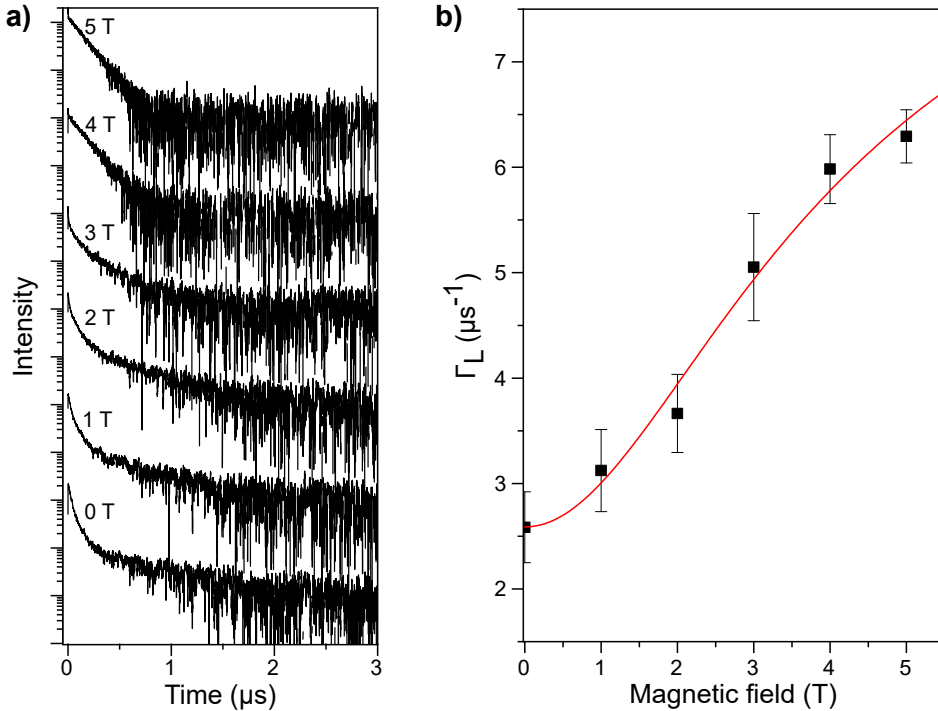 a)
5 T
4 T
3 T
2 T
1 T
0 T
Intensity
0 1 2 3
Time (µs)
b)
7
6
5
4
3
2
Γ_L (µs⁻¹)
0 1 2 3 4 5
Magnetic field (T)